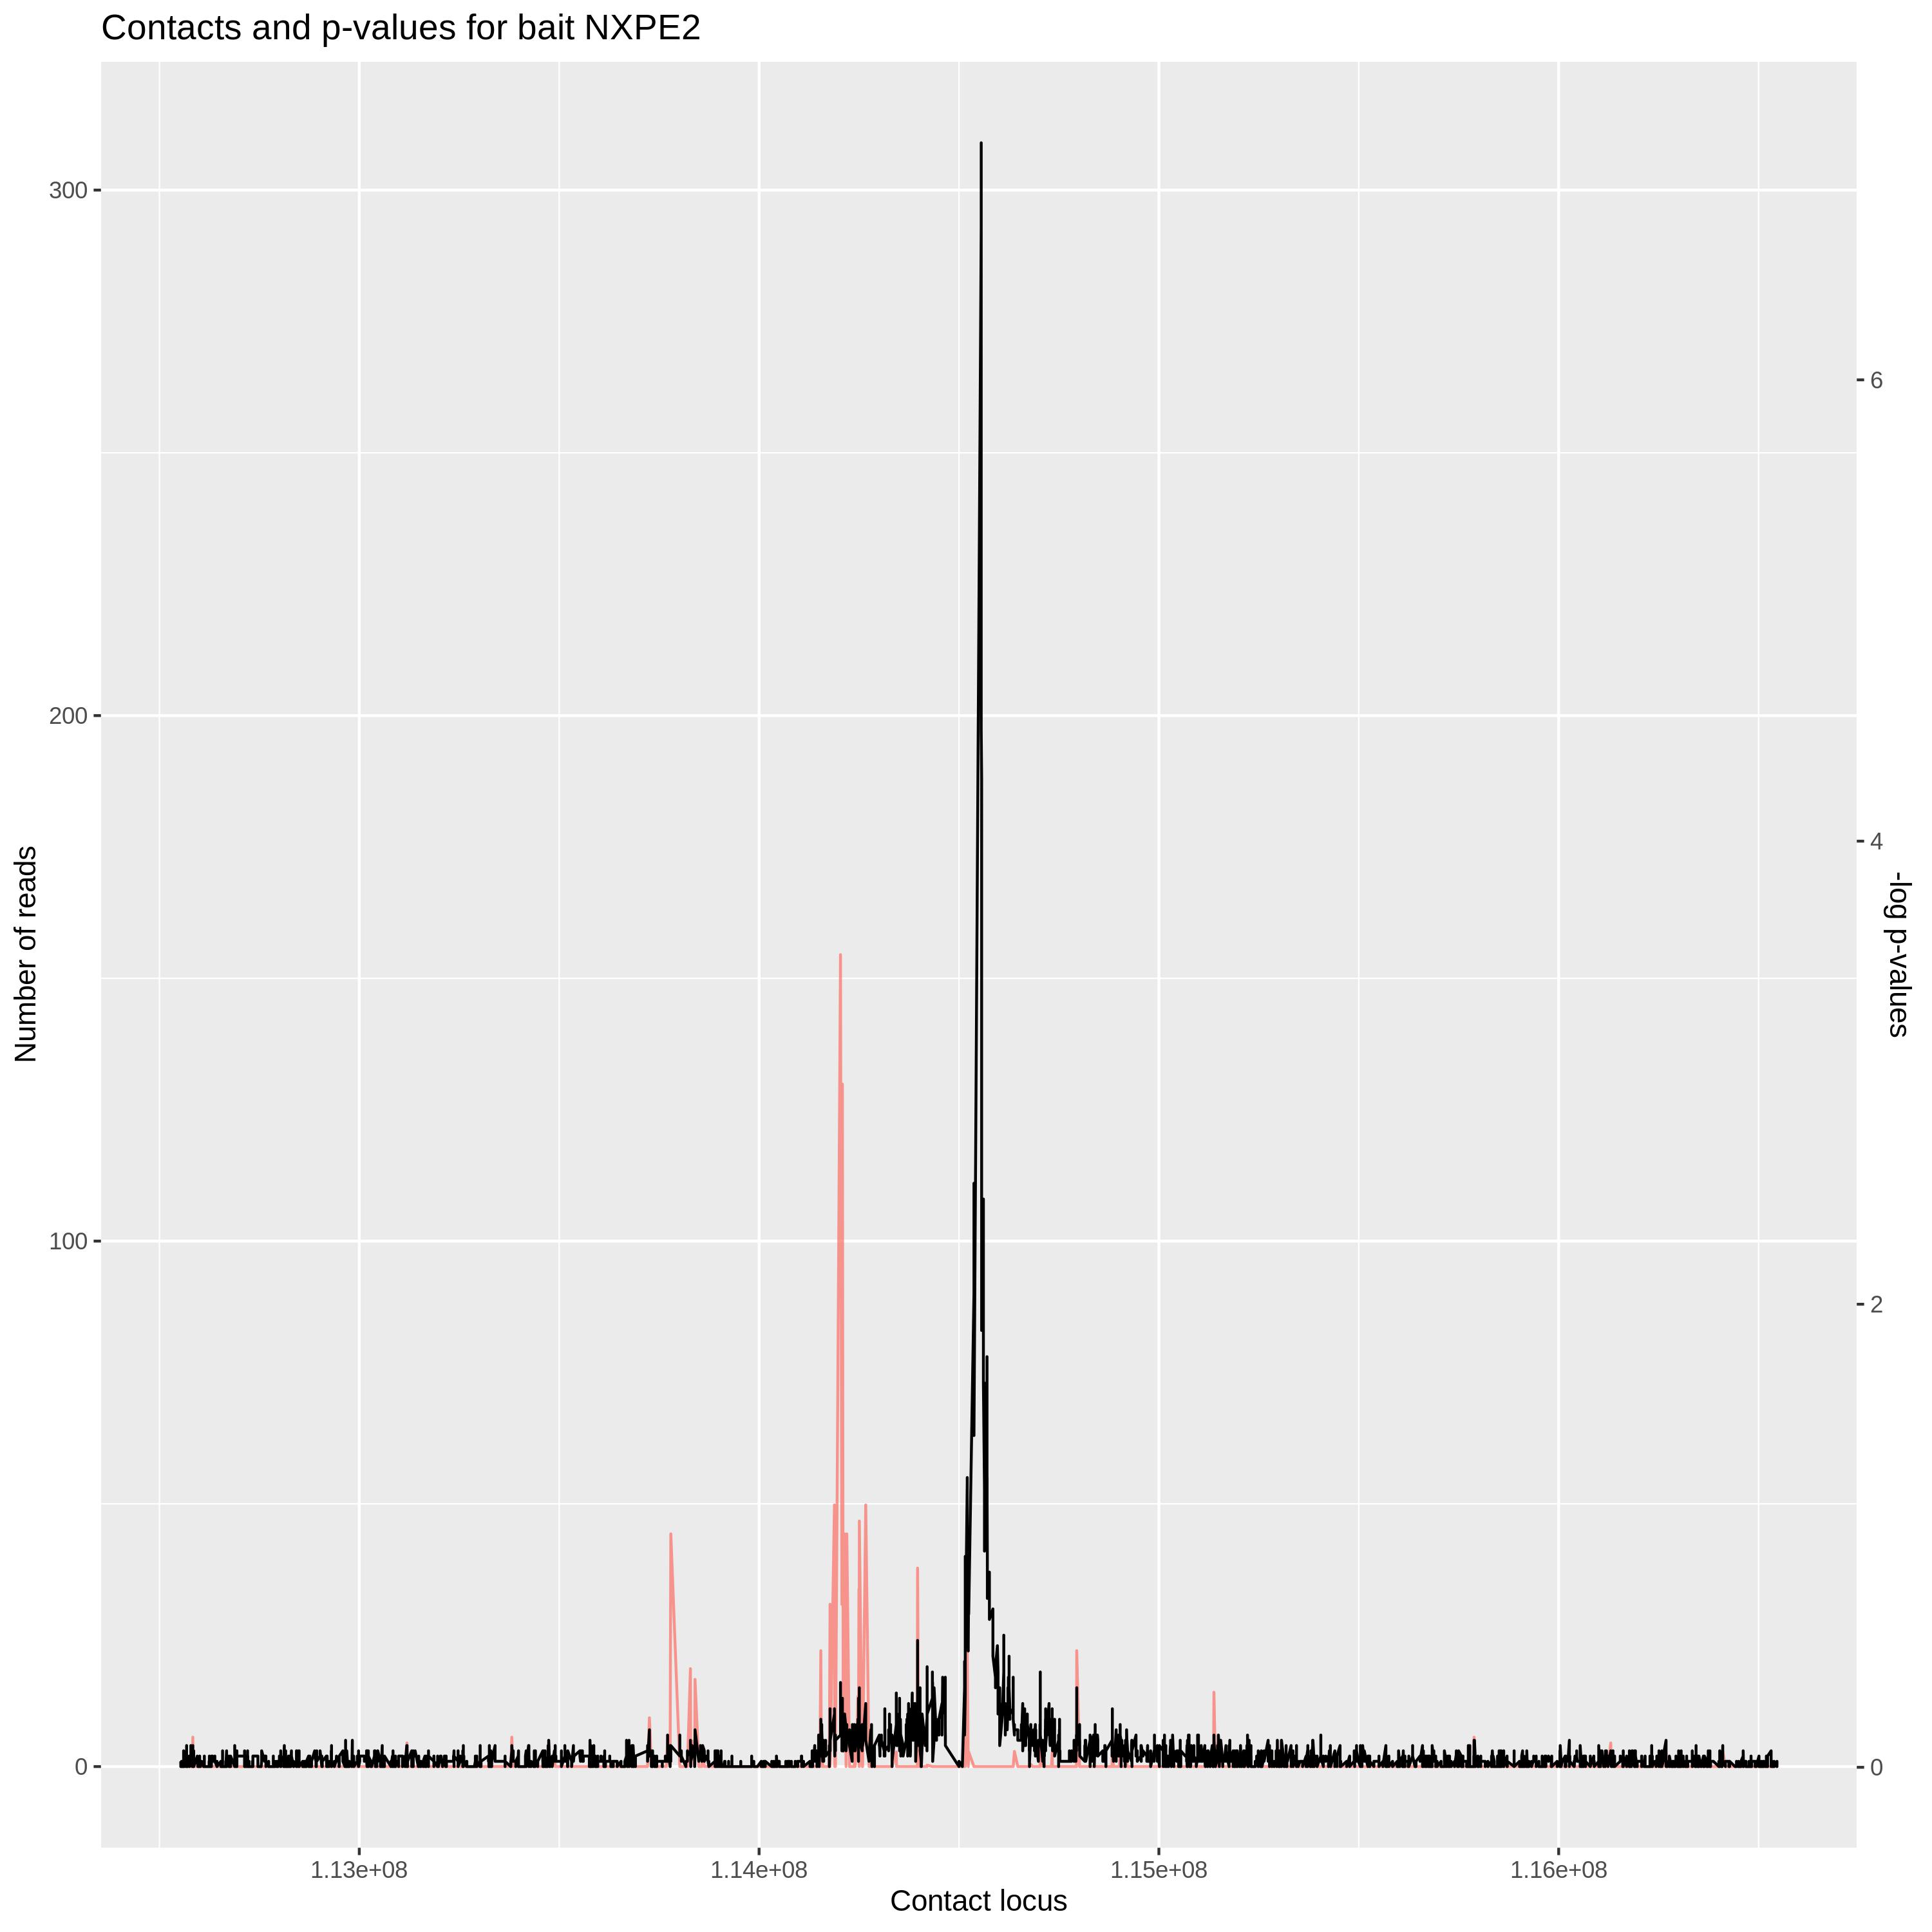 Contacts and p-values for bait NXPE2
300
200
100
0
Number of reads
6
4
2
0
-log p-values
1.13e+08
1.14e+08
1.15e+08
1.16e+08
Contact locus